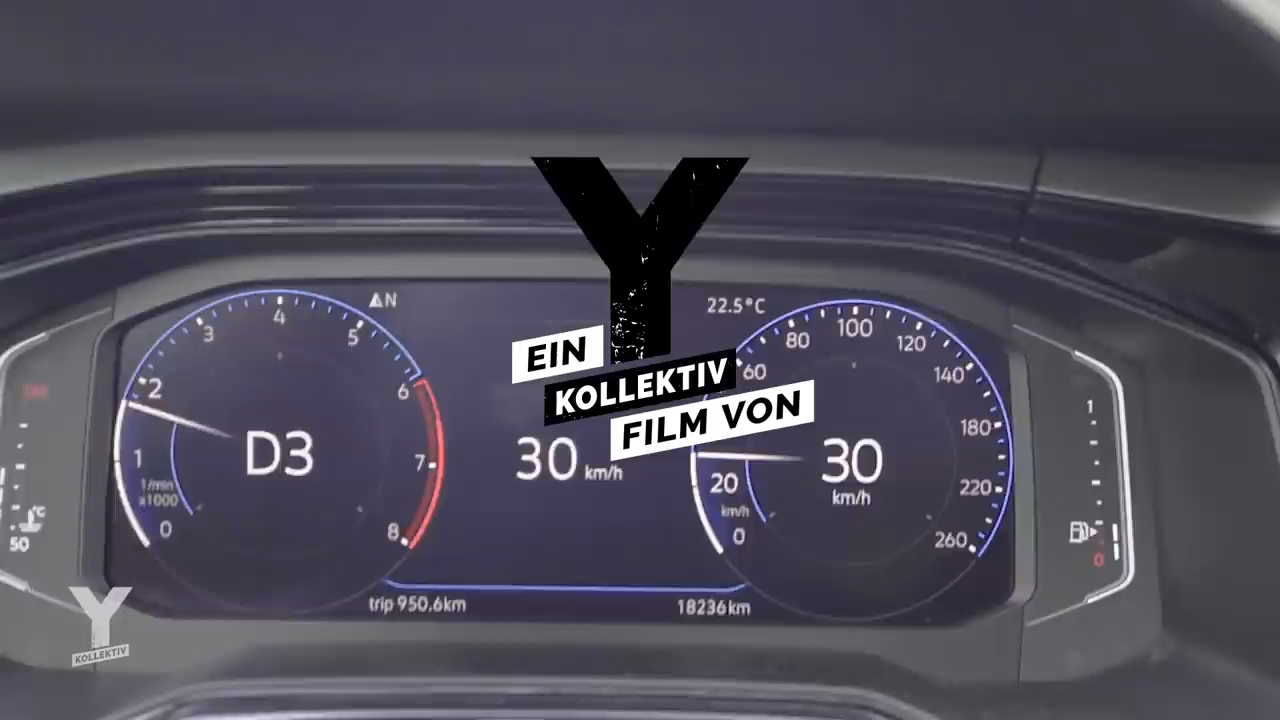 Y
EIN
KOLLEKTIV
FILM VON
N
22.5°C
1
2
3
4
5
6
7
8
0
1/min
x1000
D3
30 km/h
20
60
80
100
120
140
180
220
260
0
km/h
30
km/h
50
°C
1
0
trip 950.6km
18236km
Y
KOLLEKTIV